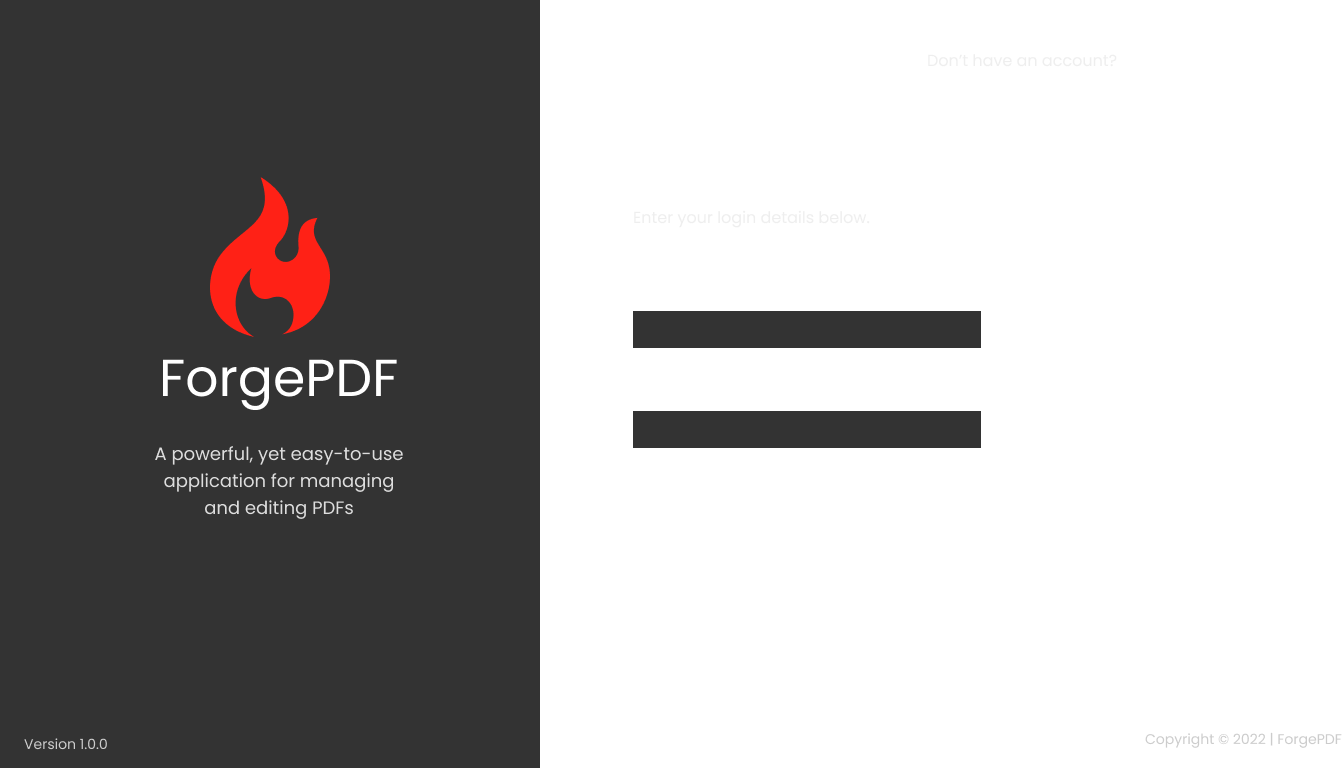 ForgePDF
A powerful, yet easy-to-use
application for managing
and editing PDFs
Version 1.0.0
Don't have an account?
Enter your login details below.
Copyright © 2022 | ForgePDF